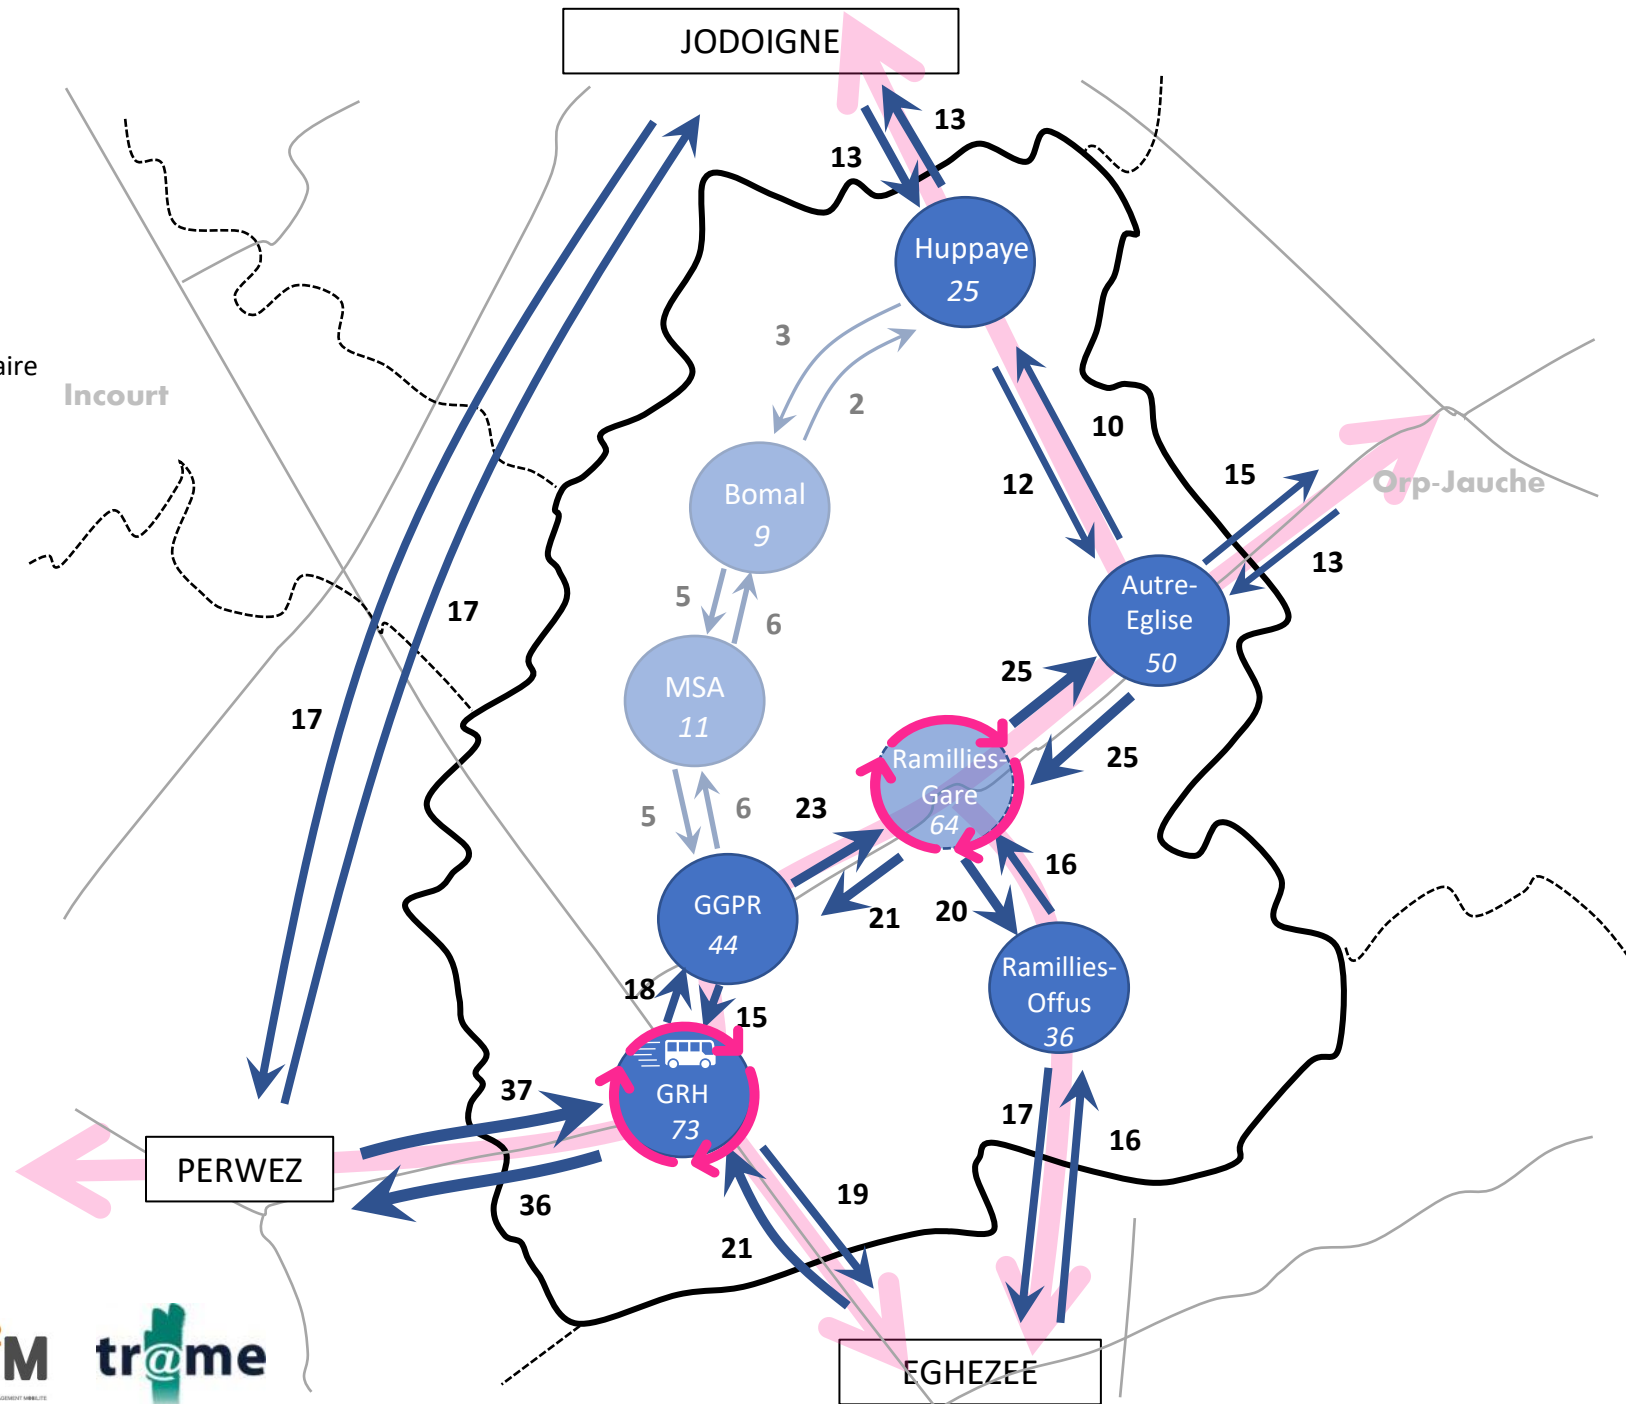 JODOIGNE
13
13
Huppaye
25
aire
Incourt
3
2
10
12
15
Orp-Jauche
13
Bomal
9
5
6
17
17
Autre-
Eglise
50
MSA
11
25
25
Ramillies-
Gare
64
5
6
23
21
16
20
GGPR
44
18
15
Ramillies-
Offus
36
GRH
73
37
36
PERWEZ
17
16
19
21
EGHEZEE
M
tr@me